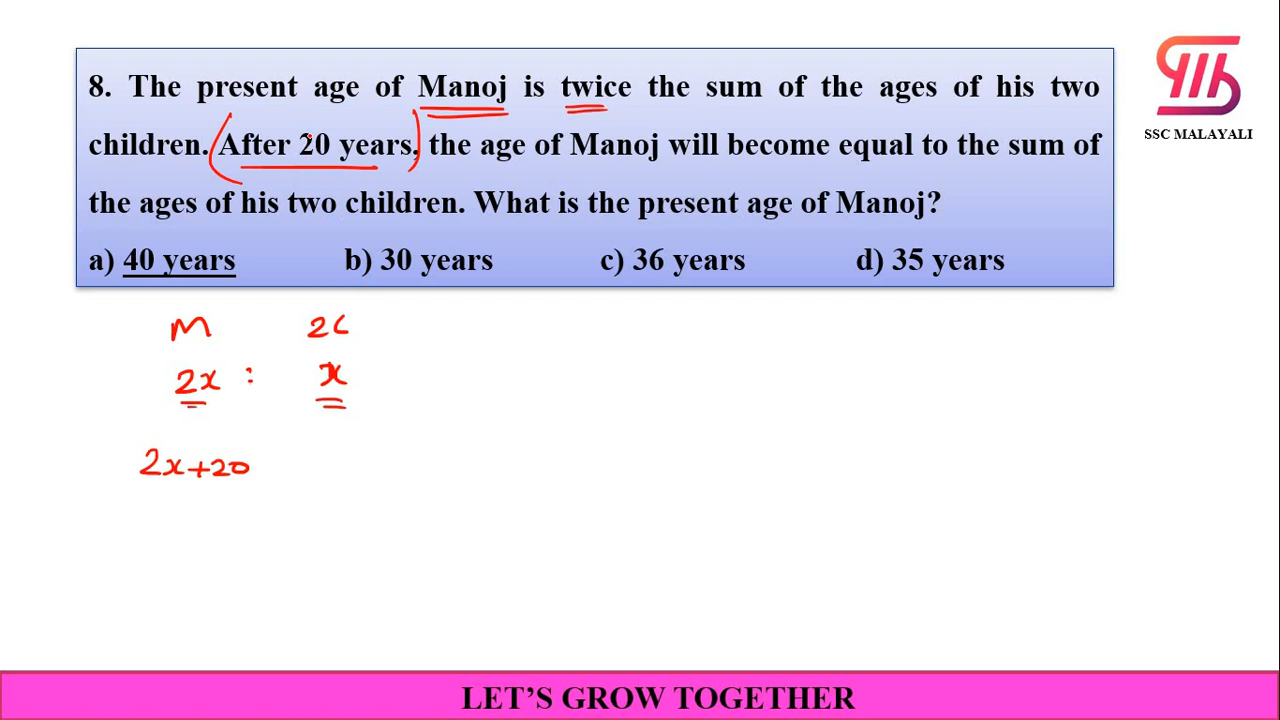 8. The present age of Manoj is twice the sum of the ages of his two
children. After 20 years, the age of Manoj will become equal to the sum of
the ages of his two children. What is the present age of Manoj?
a) 40 years b) 30 years c) 36 years d) 35 years
SSC MALAYALI
M 2C
2x : x
2x+20
LET’S GROW TOGETHER